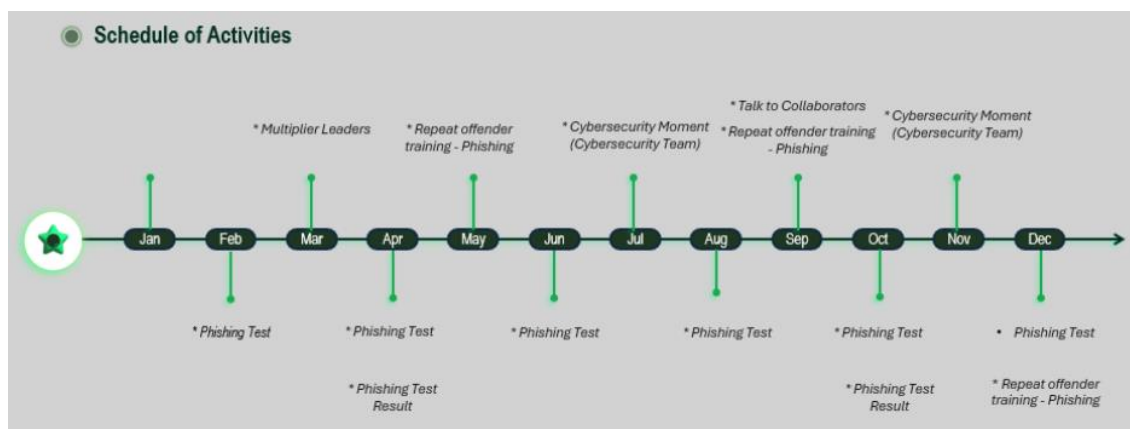 Schedule of Activities
* Multiplier Leaders
* Repeat offender
training - Phishing
* Cybersecurity Moment
(Cybersecurity Team)
* Talk to Collaborators
* Repeat offender training
- Phishing
* Cybersecurity Moment
(Cybersecurity Team)
Jan Feb Mar Apr May Jun Jul Aug Sep Oct Nov Dec
* Phishing Test
* Phishing Test
* Phishing Test
Result
* Phishing Test
* Phishing Test
* Phishing Test
* Phishing Test
Result
• Phishing Test
* Repeat offender
training - Phishing